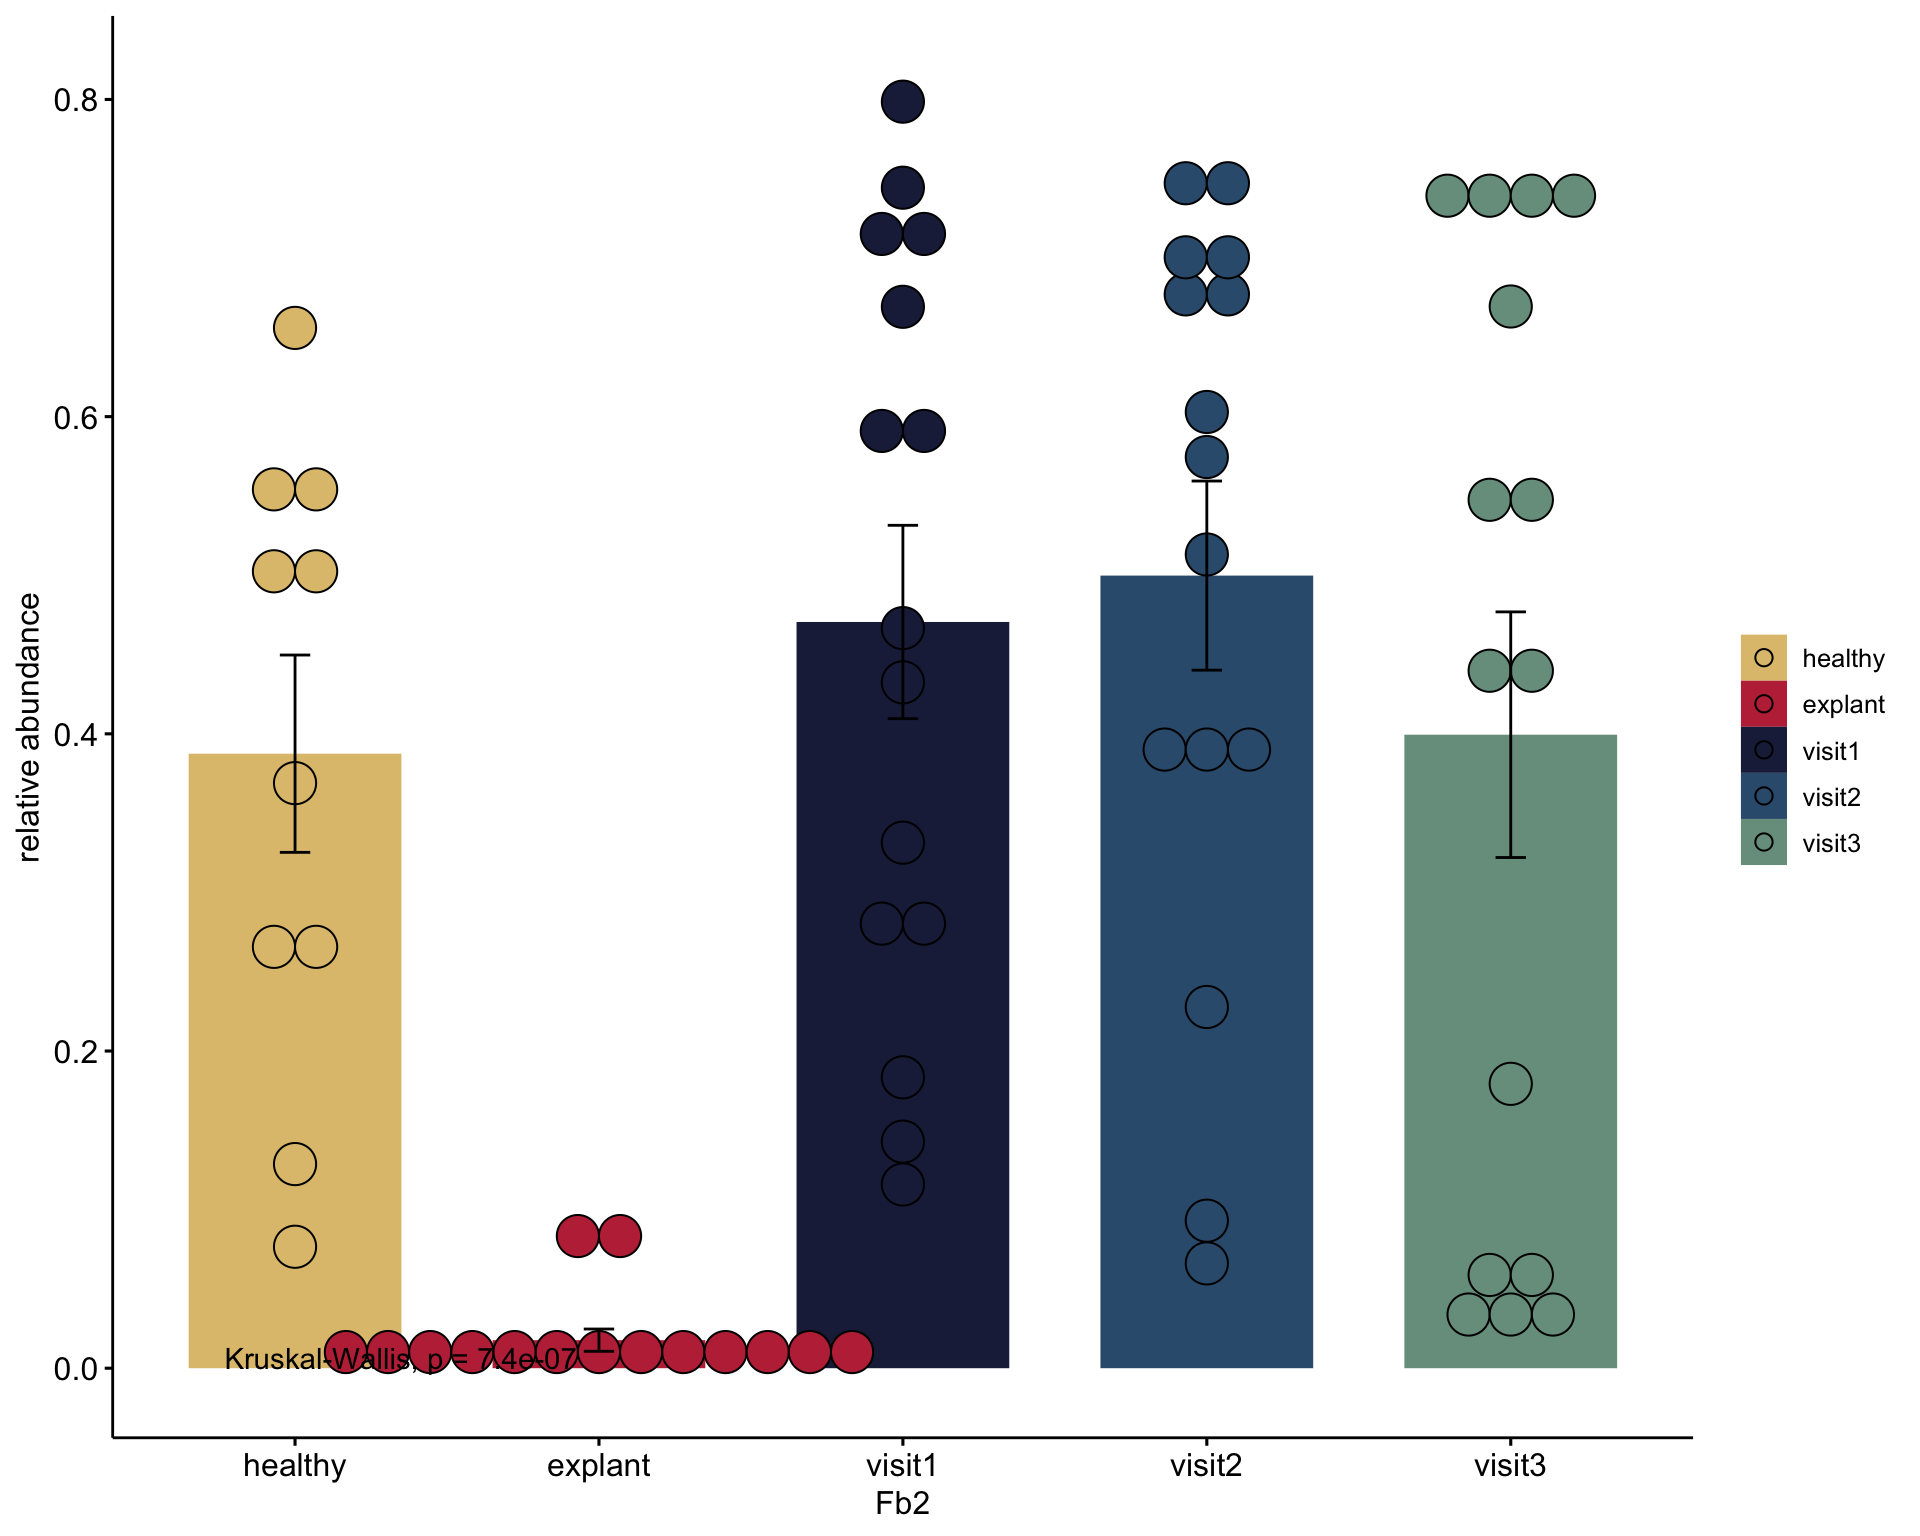 0.8
0.6
0.4
0.2
0.0
relative abundance
Kruskal-Wallis, p = 7.4e-07
healthy explant visit1 visit2 visit3
Fb2
healthy
explant
visit1
visit2
visit3